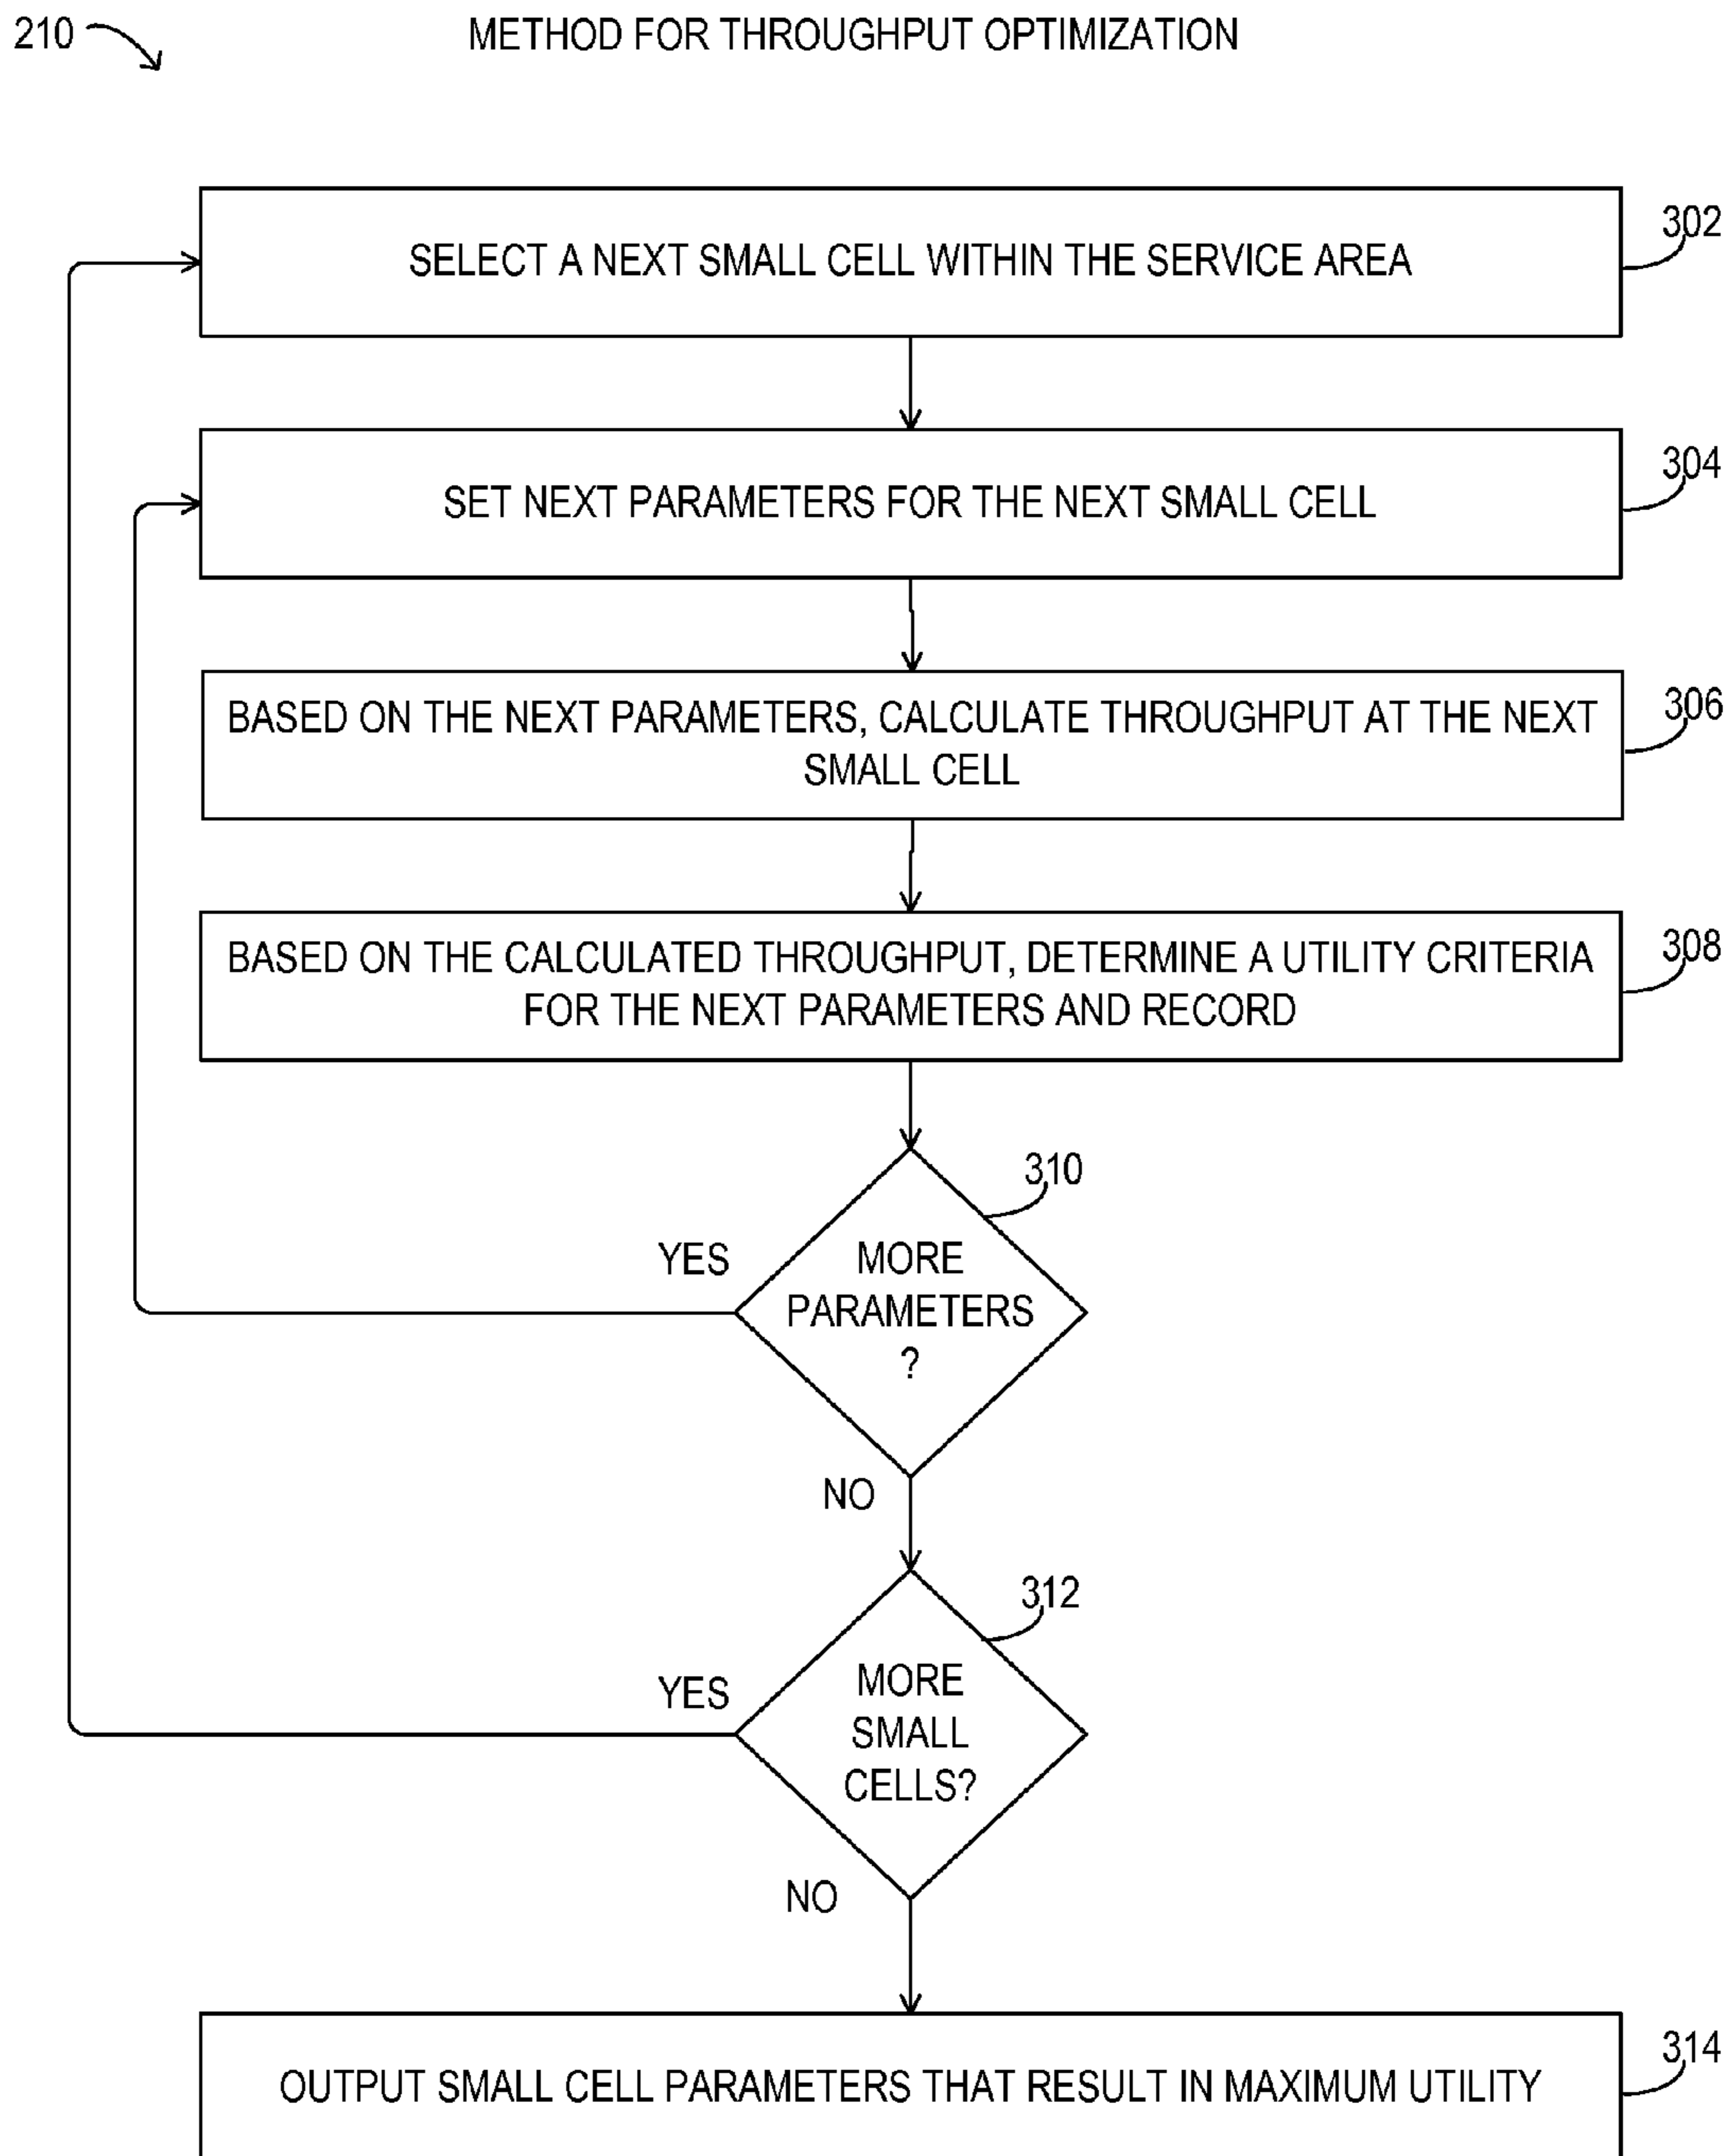 210
METHOD FOR THROUGHPUT OPTIMIZATION
SELECT A NEXT SMALL CELL WITHIN THE SERVICE AREA
302
SET NEXT PARAMETERS FOR THE NEXT SMALL CELL
304
BASED ON THE NEXT PARAMETERS, CALCULATE THROUGHPUT AT THE NEXT
SMALL CELL
306
BASED ON THE CALCULATED THROUGHPUT, DETERMINE A UTILITY CRITERIA
FOR THE NEXT PARAMETERS AND RECORD
308
310
YES
MORE
PARAMETERS
?
NO
312
YES
MORE
SMALL
CELLS?
NO
OUTPUT SMALL CELL PARAMETERS THAT RESULT IN MAXIMUM UTILITY
314